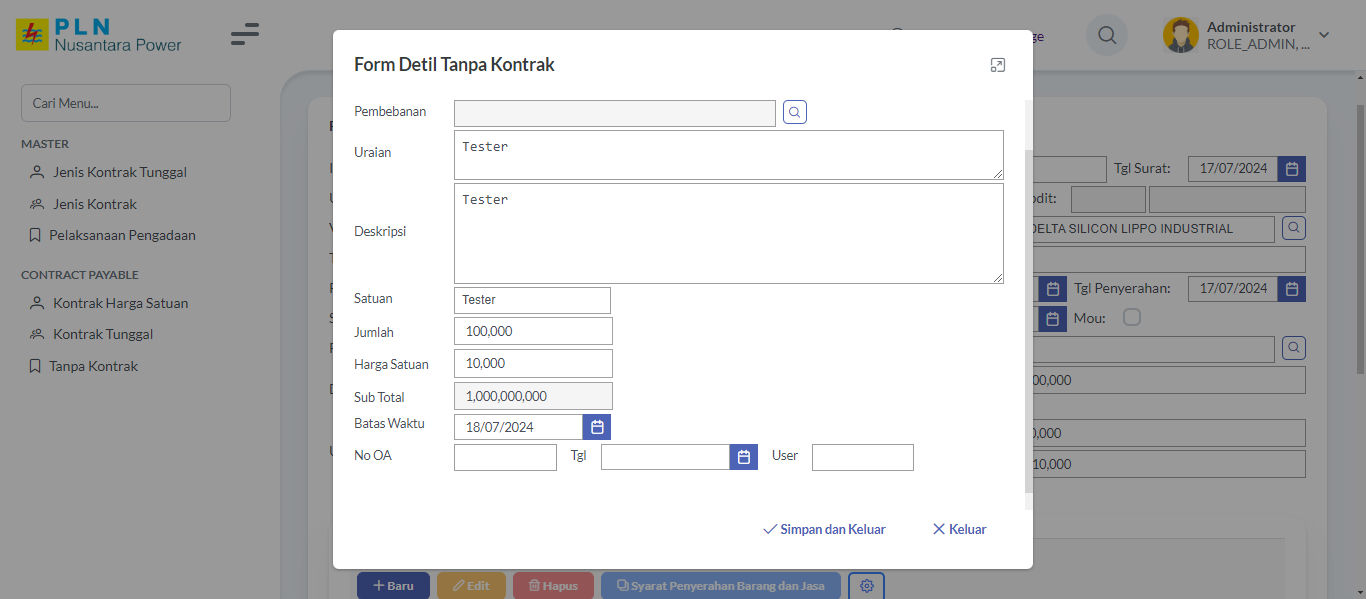 PLN
Nusantara Power
ge
Administrator
ROLE_ADMIN, ...
Cari Menu...
MASTER
Jenis Kontrak Tunggal
Jenis Kontrak
Pelaksanaan Pengadaan
CONTRACT PAYABLE
Kontrak Harga Satuan
Kontrak Tunggal
Tanpa Kontrak
Form Detil Tanpa Kontrak
Pembebanan
Uraian
Tester
Deskripsi
Tester
Satuan
Tester
Jumlah
100,000
Harga Satuan
10,000
Sub Total
1,000,000,000
Batas Waktu
18/07/2024
No OA
Tgl
User
Simpan dan Keluar
Keluar
Tgl Surat:
17/07/2024
odit:
DELTA SILICON LIPPO INDUSTRIAL
Tgl Penyerahan:
17/07/2024
Mou:
00,000
0,000
10,000
Baru
Edit
Hapus
Syarat Penyerahan Barang dan Jasa